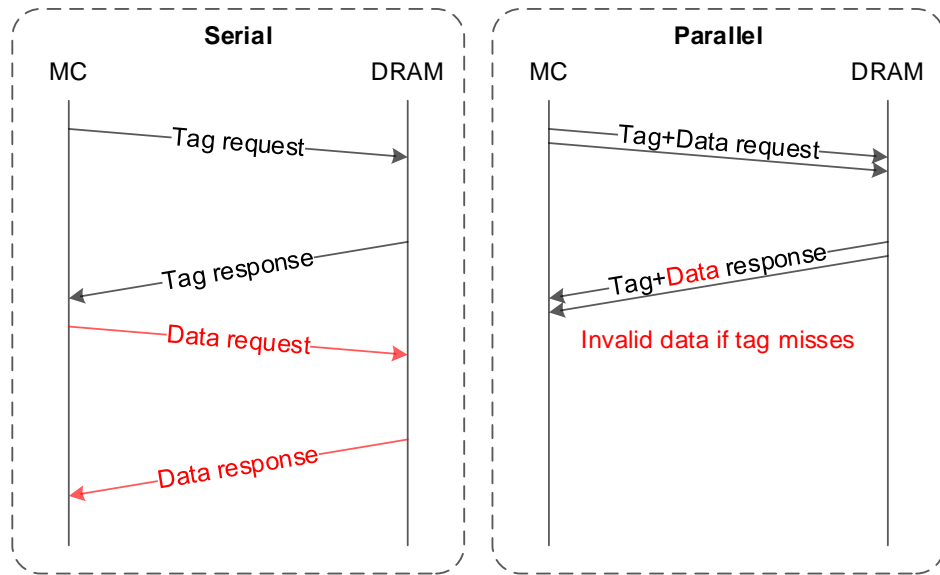 Serial
MC
DRAM
Tag request
Tag response
Data request
Data response
Parallel
MC
DRAM
Tag+Data request
Tag+Data response
Invalid data if tag misses